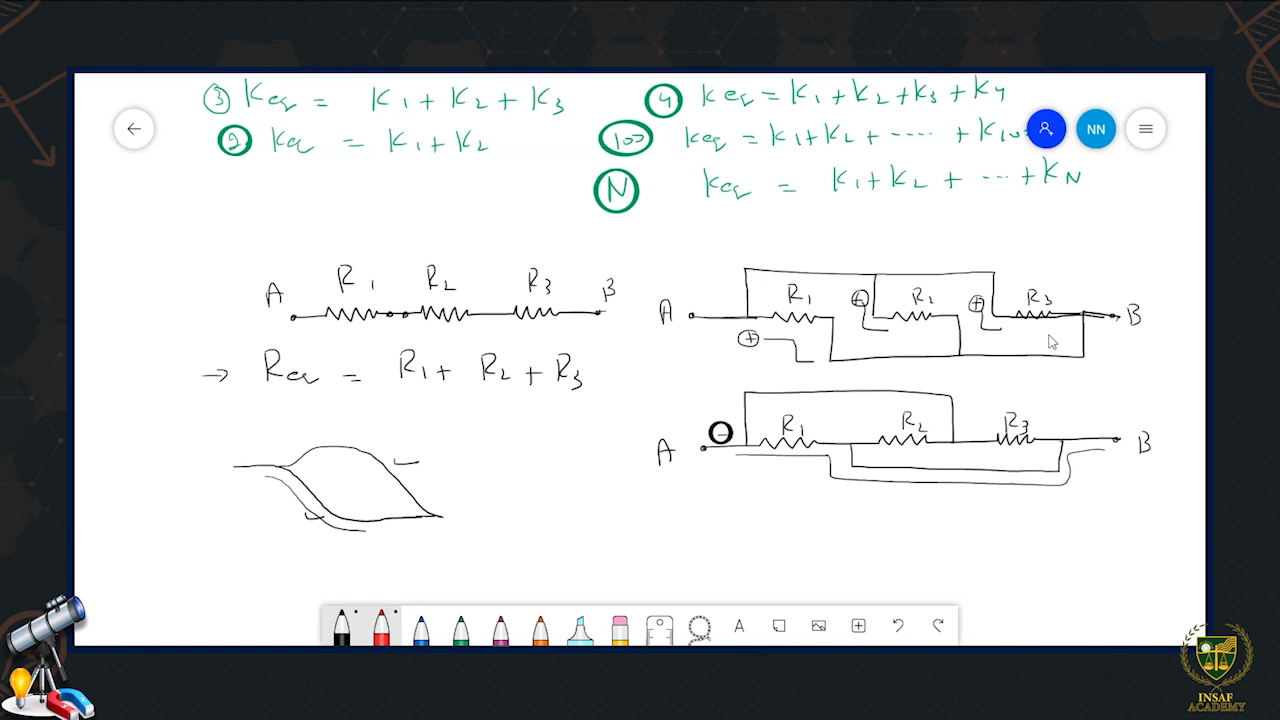 ③ Keq = K1 + K2 + K3
② Keq = K1 + K2
④ Keq = K1 + K2 + K3 + K4
100 Keq = K1 + K2 + ..... + K100
N Keq = K1 + K2 + ... + KN
NN
A R1 R2 R3 B
→ Req = R1 + R2 + R3
A R1 R2 R3 B
+ + +
A R1 R2 R3 B
-
A
INSAF
ACADEMY